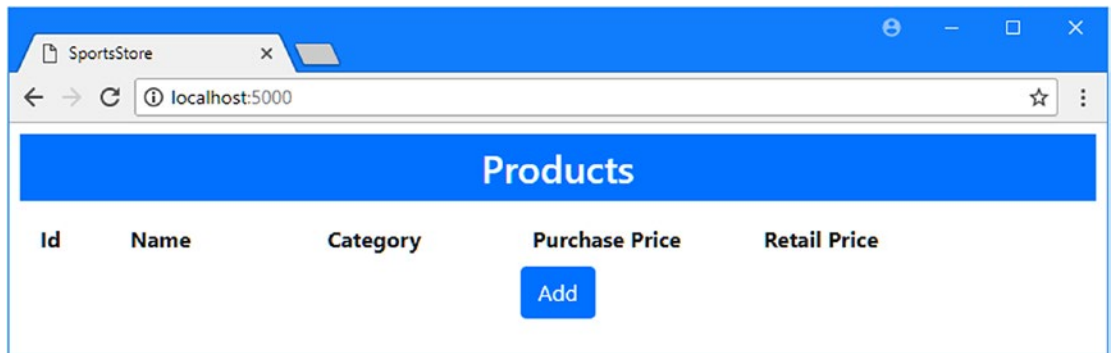 SportsStore
localhost:5000
Products
Id Name Category Purchase Price Retail Price
Add